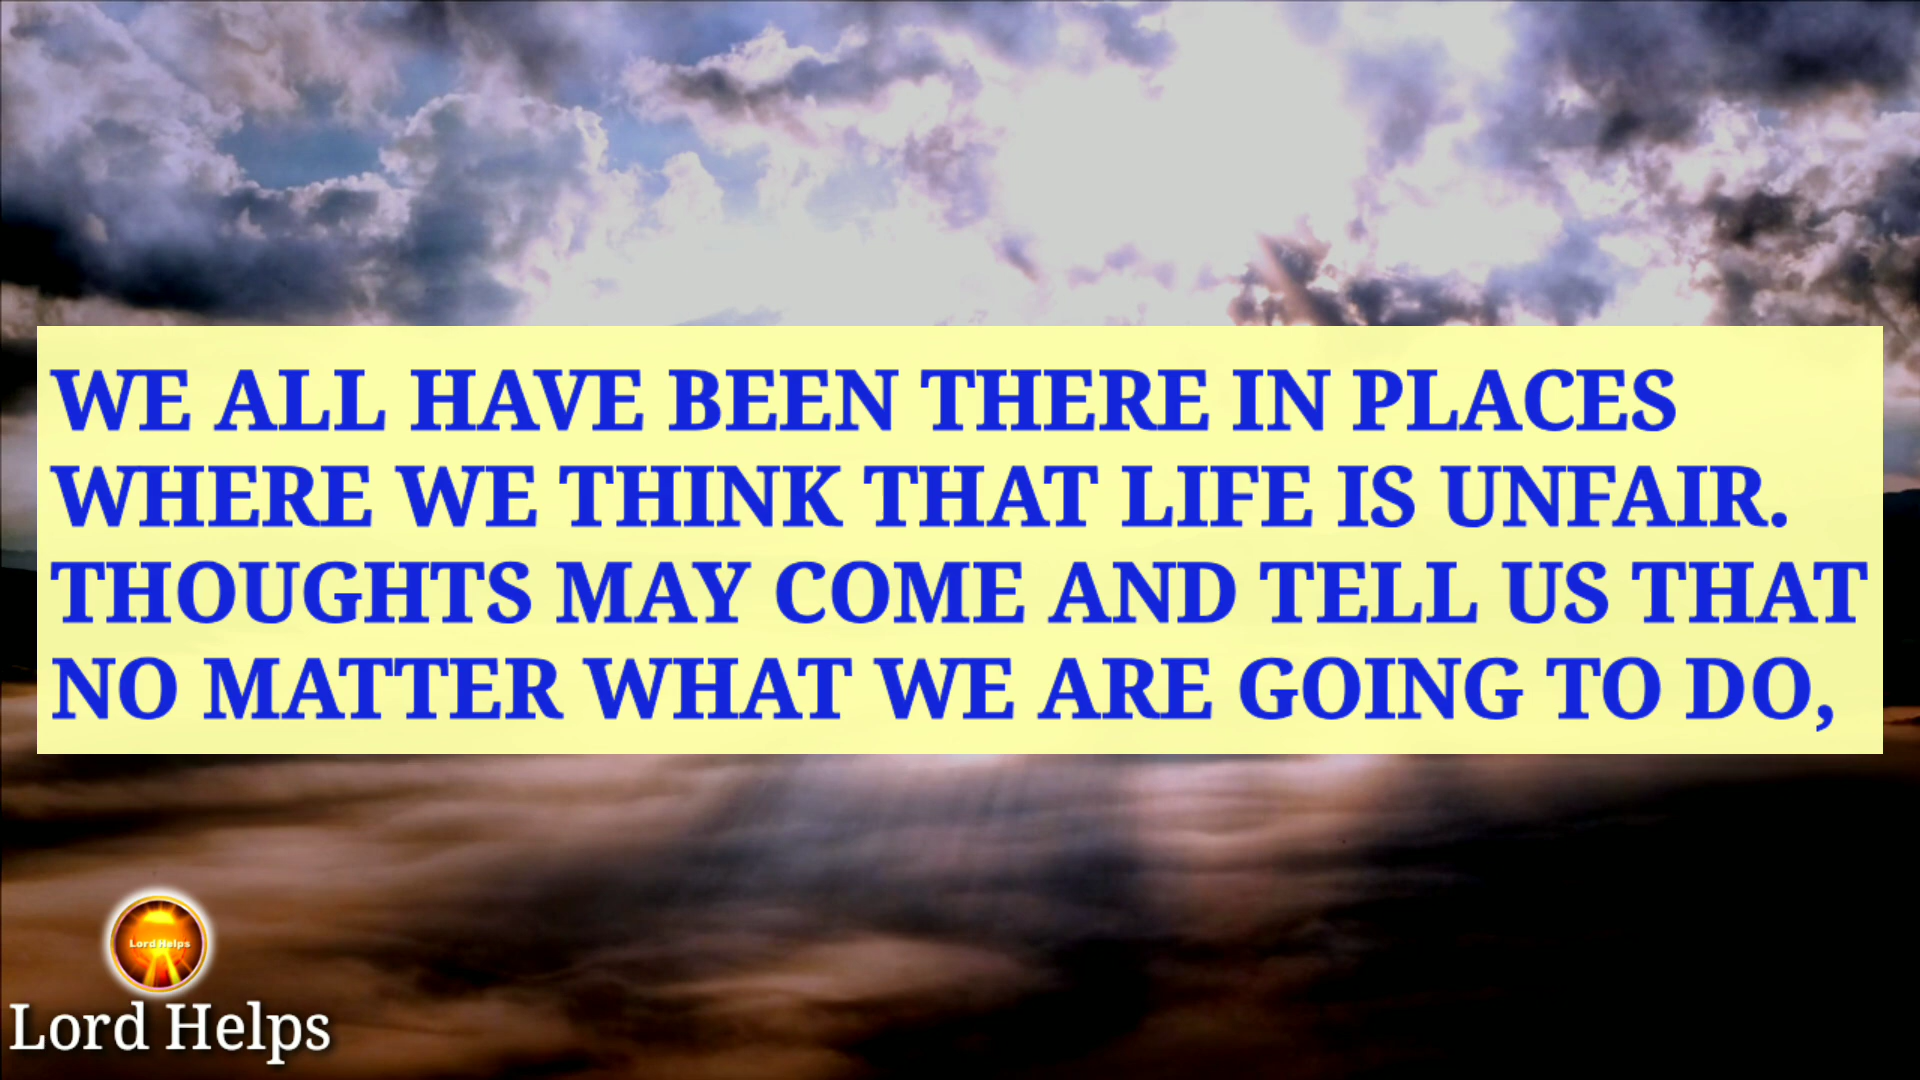 WE ALL HAVE BEEN THERE IN PLACES
WHERE WE THINK THAT LIFE IS UNFAIR.
THOUGHTS MAY COME AND TELL US THAT
NO MATTER WHAT WE ARE GOING TO DO,
Lord Helps
Lord Helps